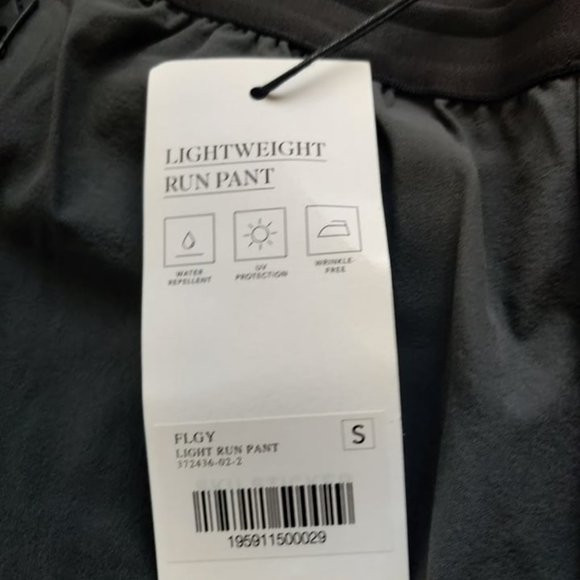 LIGHTWEIGHT
RUN PANT
WATER
REPELLENT
UV
PROTECTION
WRINKLE-
FREE
FLGY
S
LIGHT RUN PANT
372436-02-2
195911500029